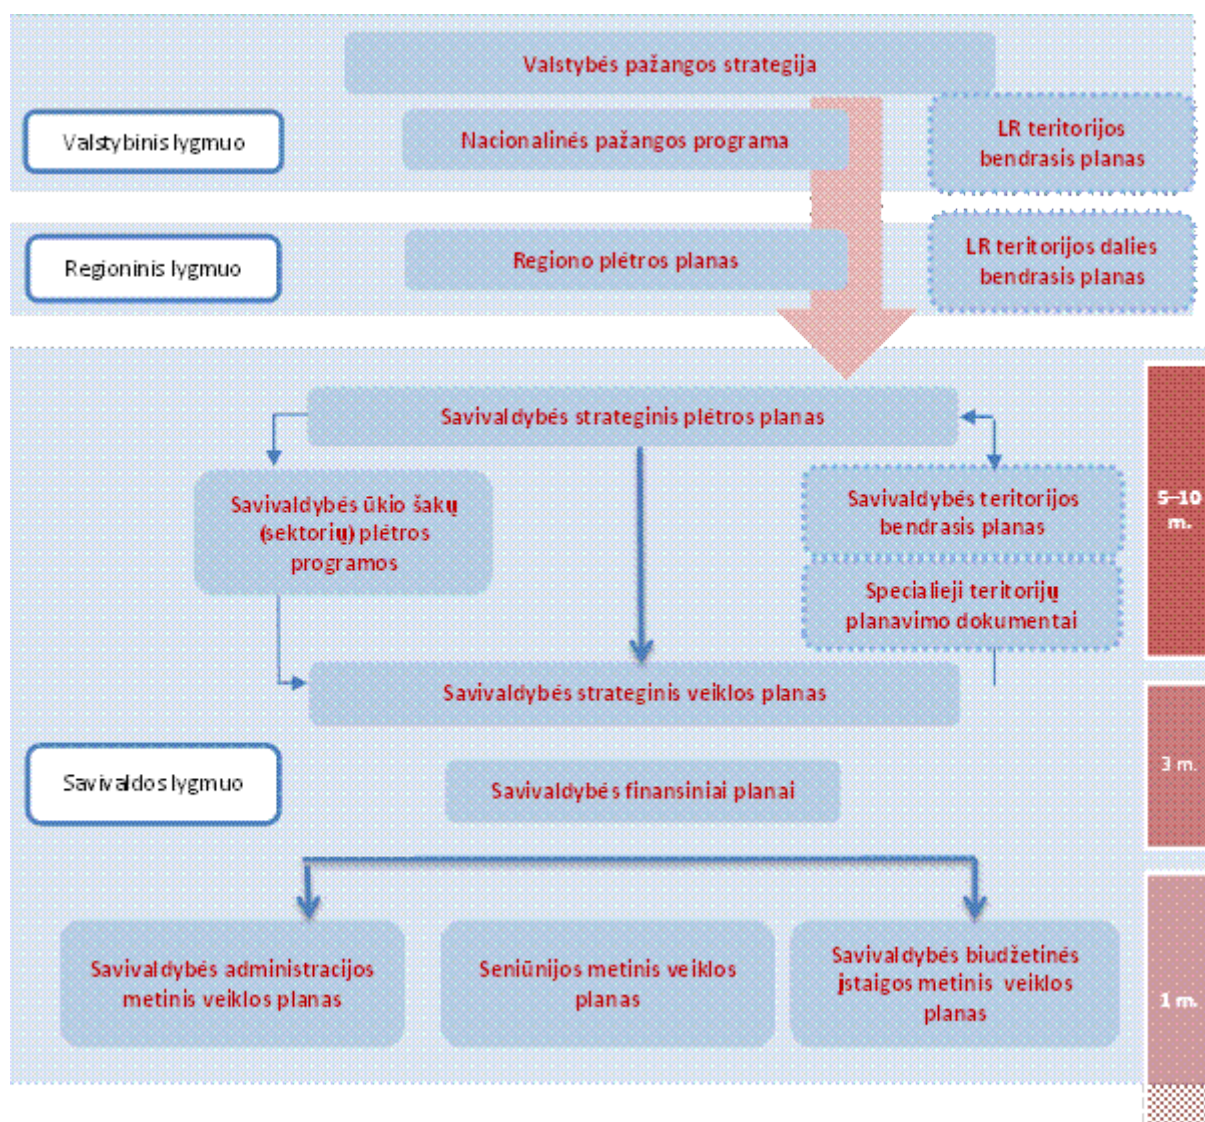 Valstybės pažangos strategija
Valstybinis lygmuo
Nacionalinės pažangos programa
LR teritorijos
bendrasis planas
Regioninis lygmuo
Regiono plėtros planas
LR teritorijos dalies
bendrasis planas
Savivaldybės strateginis plėtros planas
Savivaldybės ūkio šakų
(sektorių) plėtros
programos
Savivaldybės teritorijos
bendrasis planas
Specialieji teritorijų
planavimo dokumentai
5–10
m.
Savivaldybės strateginis veiklos planas
Savivaldos lygmuo
Savivaldybės finansiniai planai
3 m.
Savivaldybės administracijos
metinis veiklos planas
Seniūnijos metinis veiklos
planas
Savivaldybės biudžetinės
įstaigos metinis veiklos
planas
1 m.